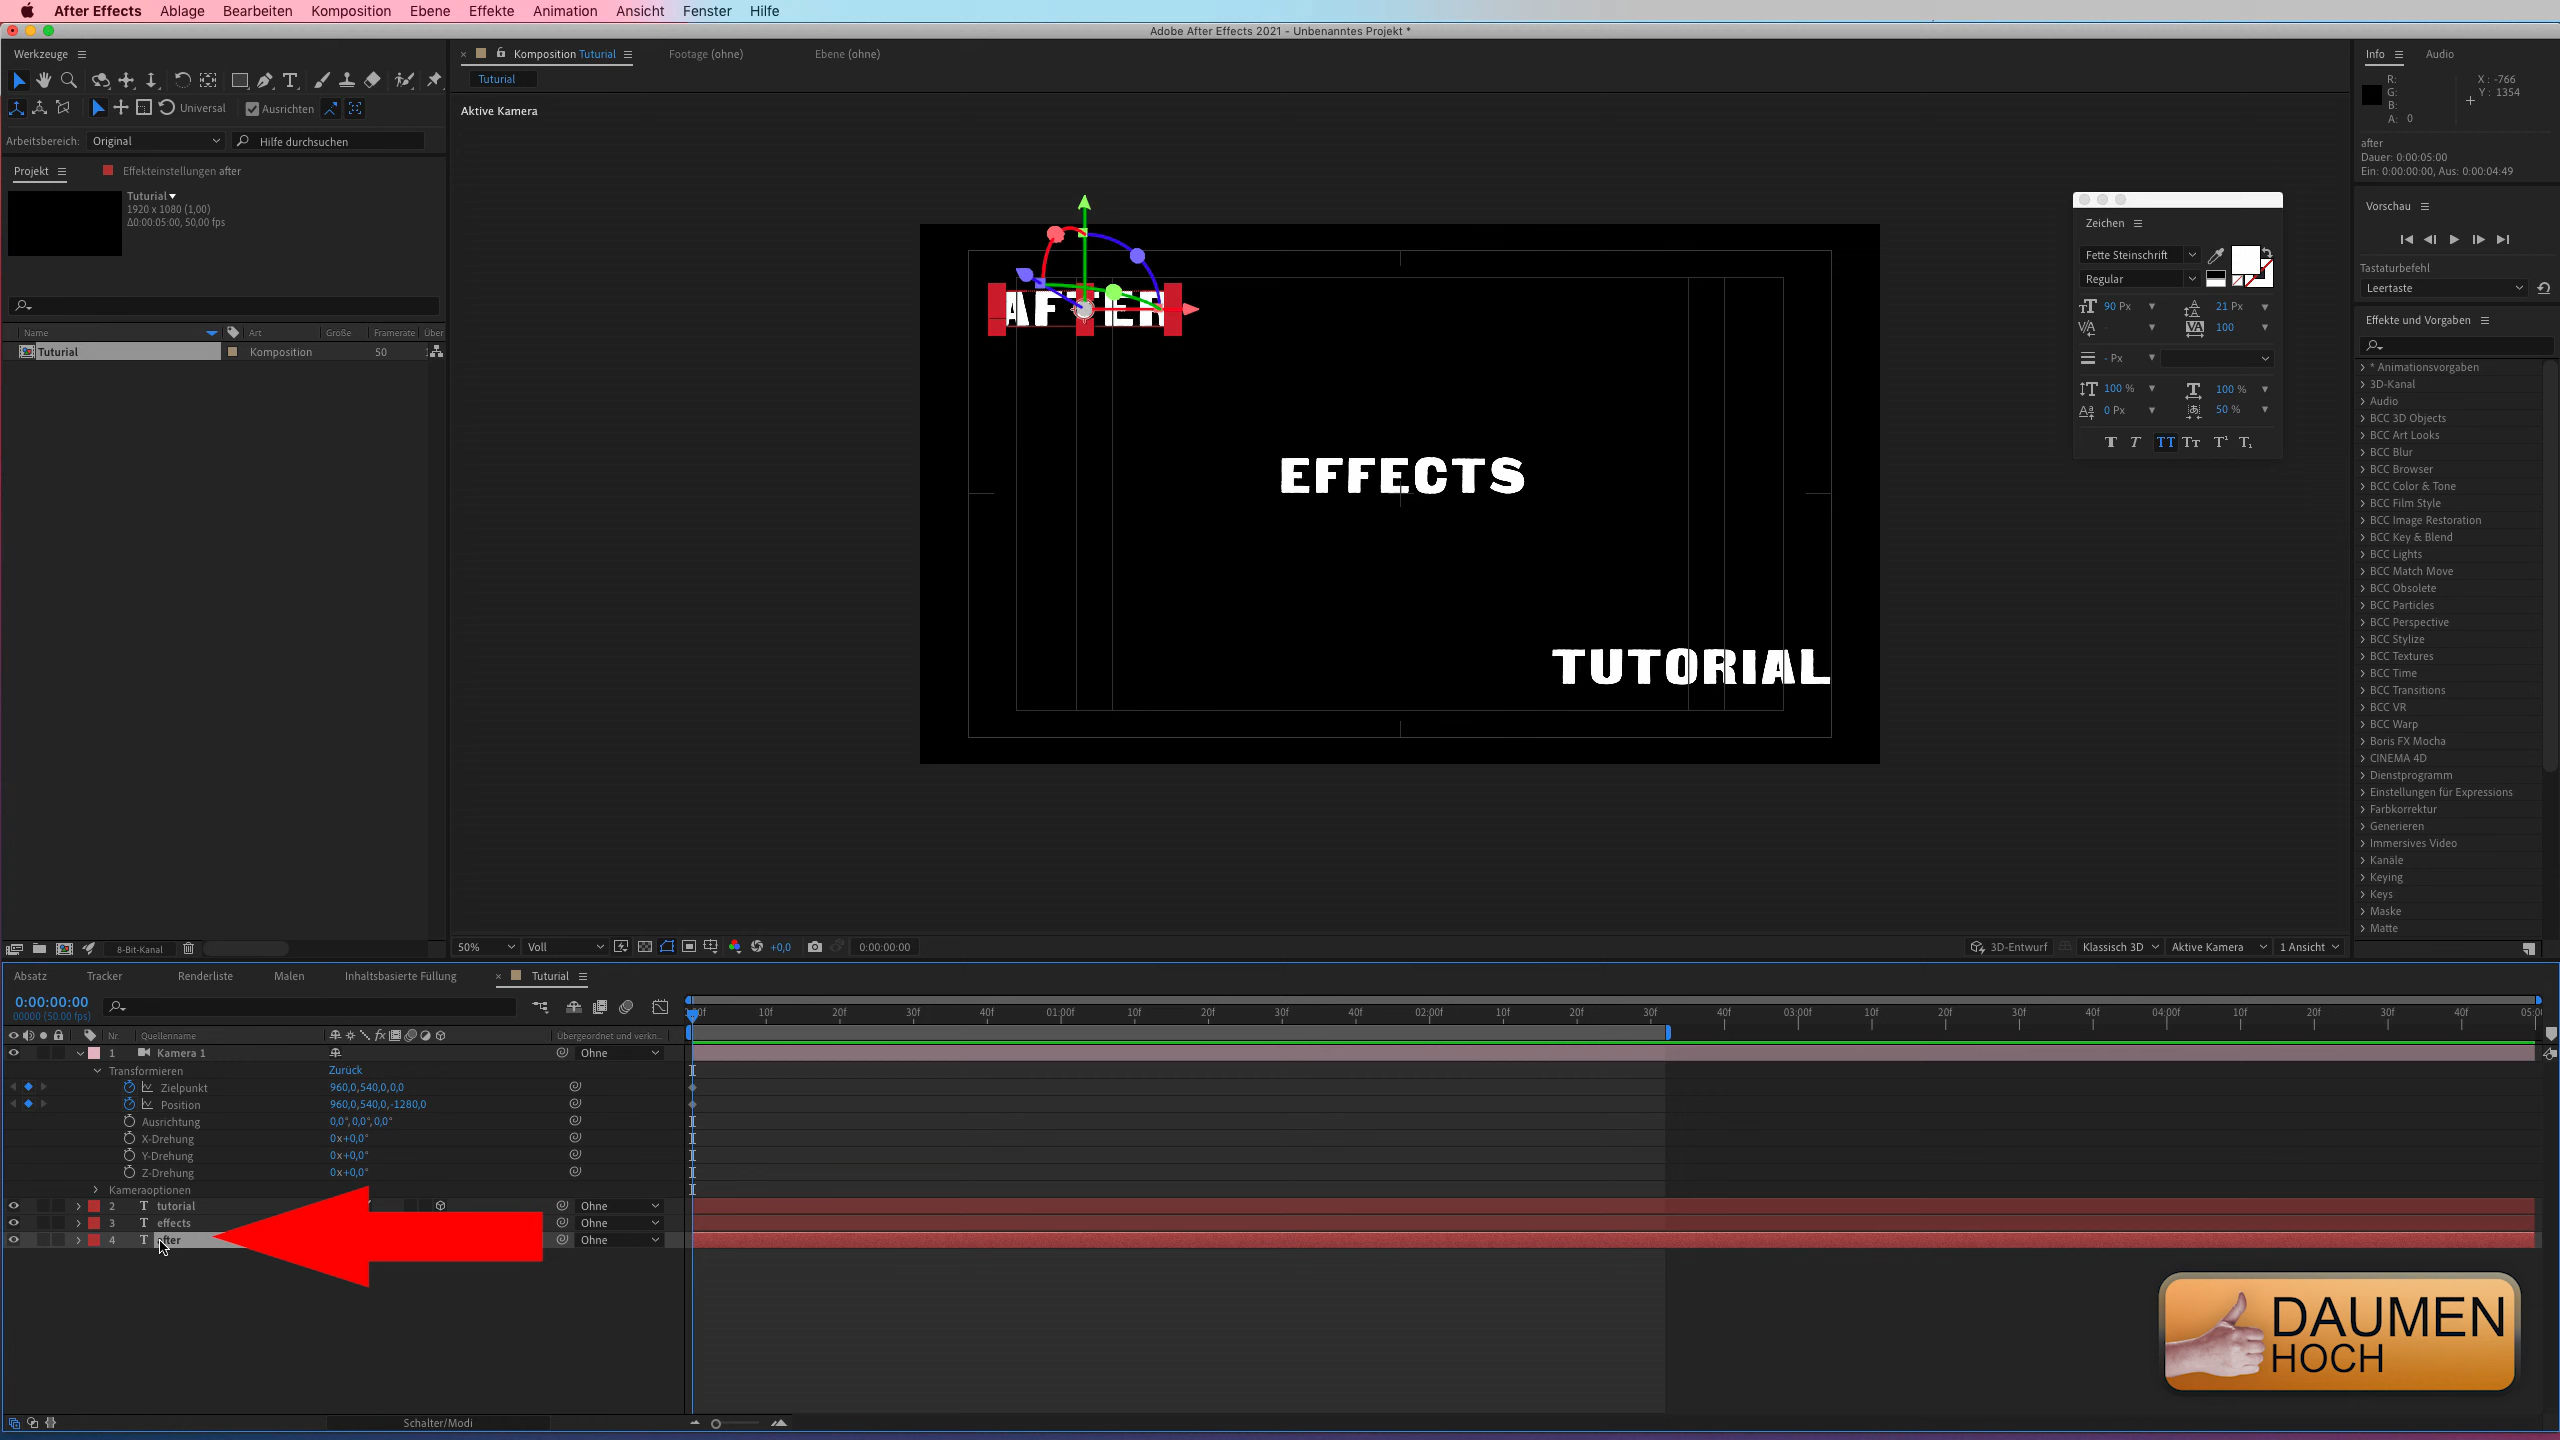 After Effects Ablage Bearbeiten Komposition Ebene Effekte Animation Ansicht Fenster Hilfe
Adobe After Effects 2021 - Unbenanntes Projekt *
Werkzeuge
Universal Ausrichten
Arbeitsbereich: Original Hilfe durchsuchen
Projekt Effekteinstellungen after
Tuturial
1920 x 1080 (1,00)
Δ0:00:05:00, 50,00 fps
Name Art Größe Framerate Über
Tuturial Komposition 50
8-Bit-Kanal
Komposition Tuturial Footage (ohne) Ebene (ohne)
Tuturial
Aktive Kamera
AFTER
EFFECTS
TUTORIAL
50% Voll +0,0 0:00:00:00 3D-Entwurf Klassisch 3D Aktive Kamera 1 Ansicht
Zeichen
Fette Steinschrift
Regular
90 Px 21 Px
100
- Px
100 % 100 %
0 Px 50 %
Info Audio
R: X : -766
G: Y : 1354
B:
A: 0
after
Dauer: 0:00:05:00
Ein: 0:00:00:00, Aus: 0:00:04:49
Vorschau
Tastaturbefehl
Leertaste
Effekte und Vorgaben
* Animationsvorgaben
3D-Kanal
Audio
BCC 3D Objects
BCC Art Looks
BCC Blur
BCC Browser
BCC Color & Tone
BCC Film Style
BCC Image Restoration
BCC Key & Blend
BCC Lights
BCC Match Move
BCC Obsolete
BCC Particles
BCC Perspective
BCC Stylize
BCC Textures
BCC Time
BCC Transitions
BCC VR
BCC Warp
Boris FX Mocha
CINEMA 4D
Dienstprogramm
Einstellungen für Expressions
Farbkorrektur
Generieren
Immersives Video
Kanäle
Keying
Keys
Maske
Matte
Absatz Tracker Renderliste Malen Inhaltsbasierte Füllung Tuturial
0:00:00:00
00000 (50.00 fps)
10f 20f 30f 40f 01:00f 10f 20f 30f 40f 02:00f 10f 20f 30f 40f 03:00f 10f 20f 30f 40f 04:00f 10f 20f 30f 40f 05:0
Nr. Quellenname Übergeordnet und verkn...
1 Kamera 1 Ohne
Transformieren Zurück
Zielpunkt 960,0,540,0,0,0
Position 960,0,540,0,-1280,0
Ausrichtung 0,0°,0,0°,0,0°
X-Drehung 0x+0,0°
Y-Drehung 0x+0,0°
Z-Drehung 0x+0,0°
Kameraoptionen
2 T tutorial Ohne
3 T effects Ohne
4 T after Ohne
Schalter/Modi
DAUMEN
HOCH